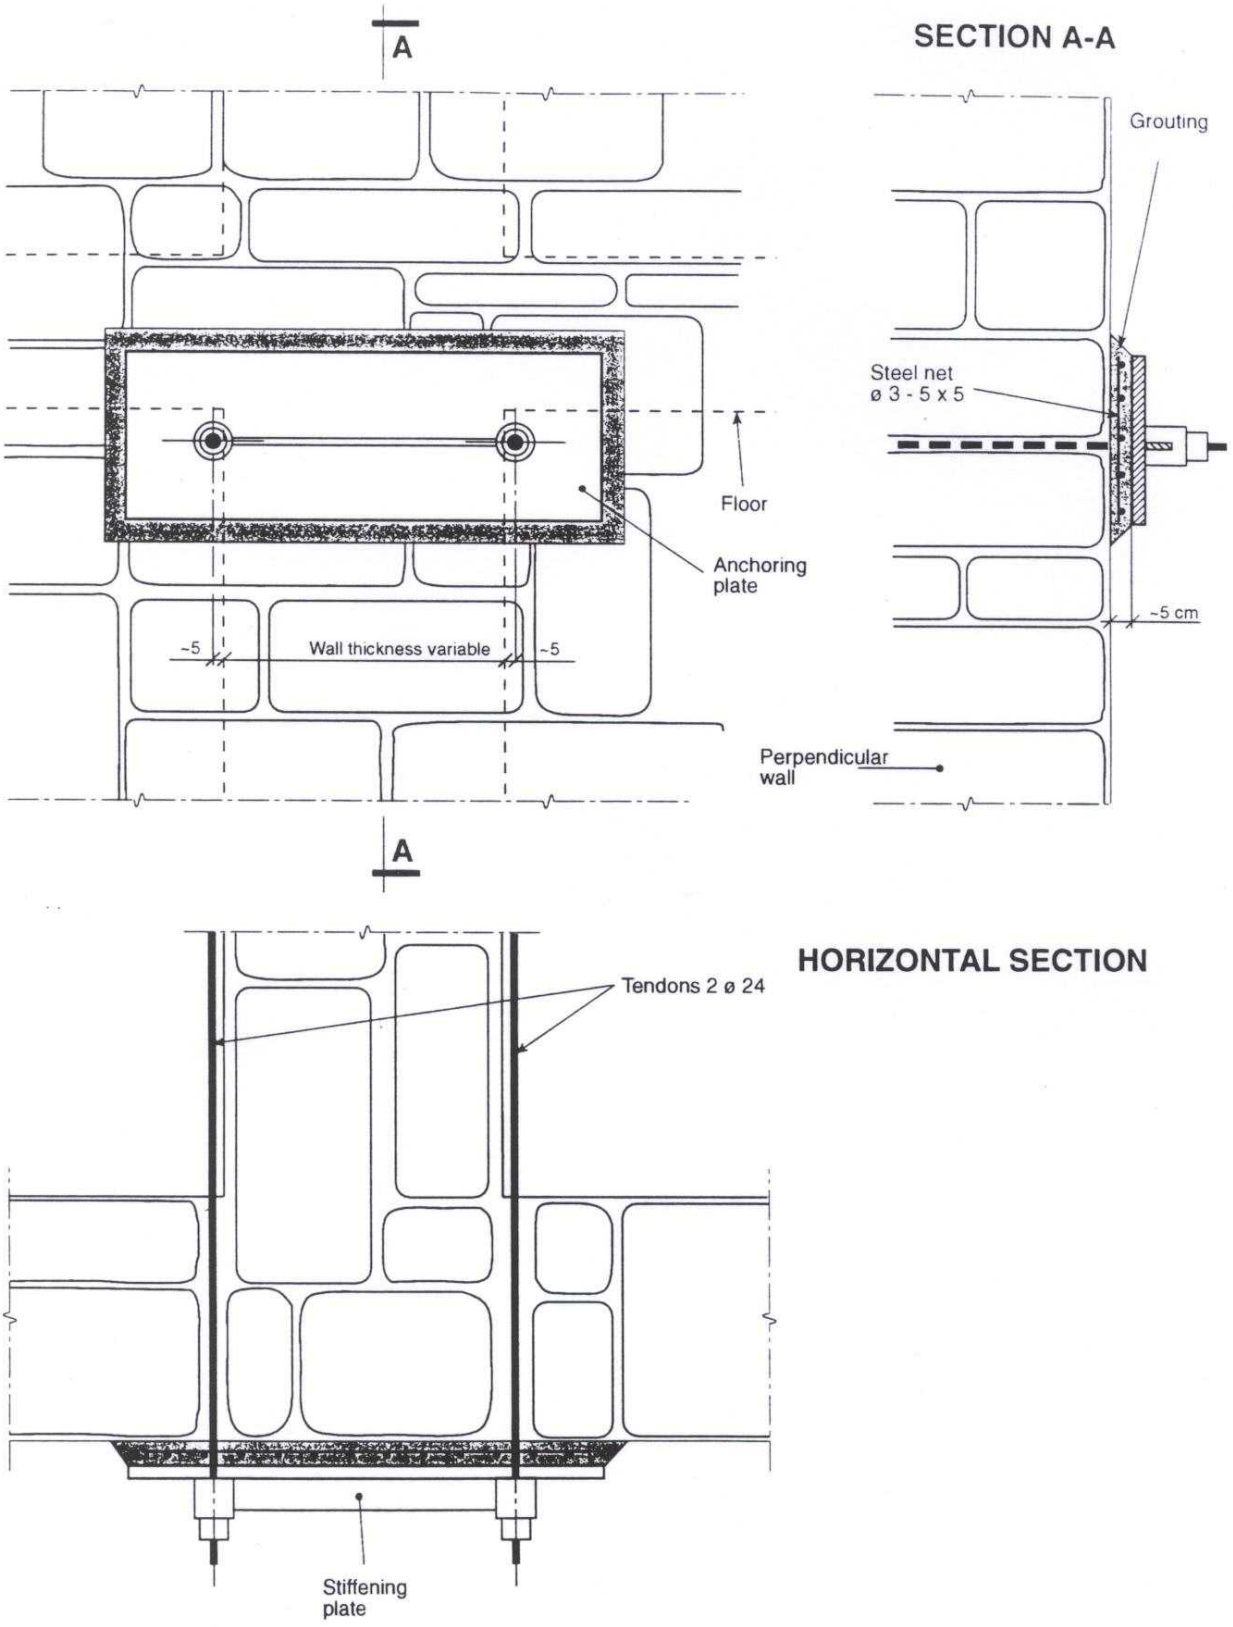 A
SECTION A-A
Grouting
Steel net
ø 3 - 5 x 5
Floor
Anchoring
plate
~5
Wall thickness variable
~5
~5 cm
Perpendicular
wall
A
HORIZONTAL SECTION
Tendons 2 ø 24
Stiffening
plate